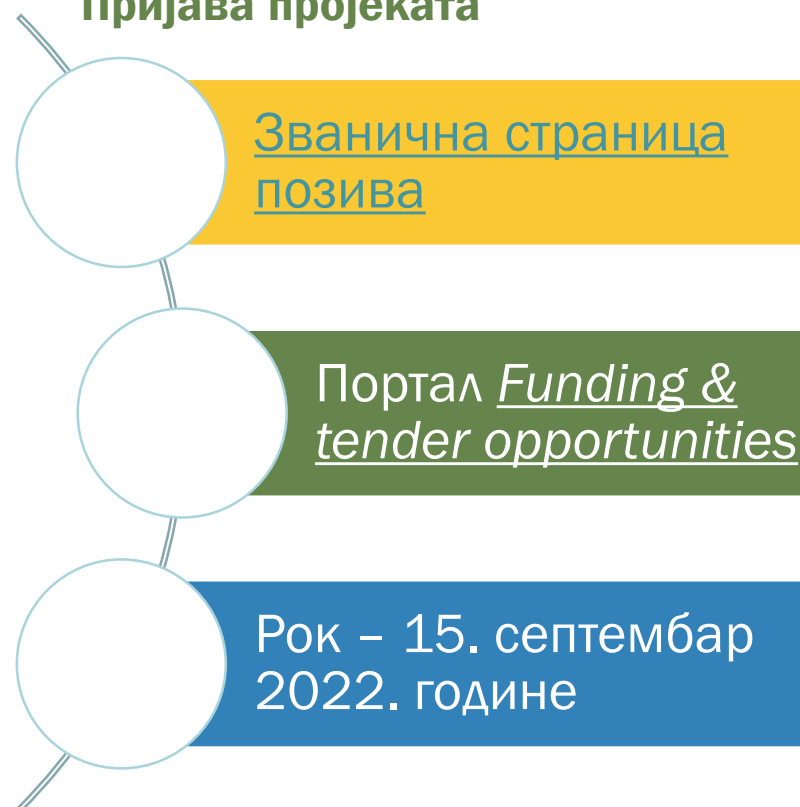 Пријава пројеката
Званична страница
позива
Портал Funding &
tender opportunities
Рок – 15. септембар
2022. године